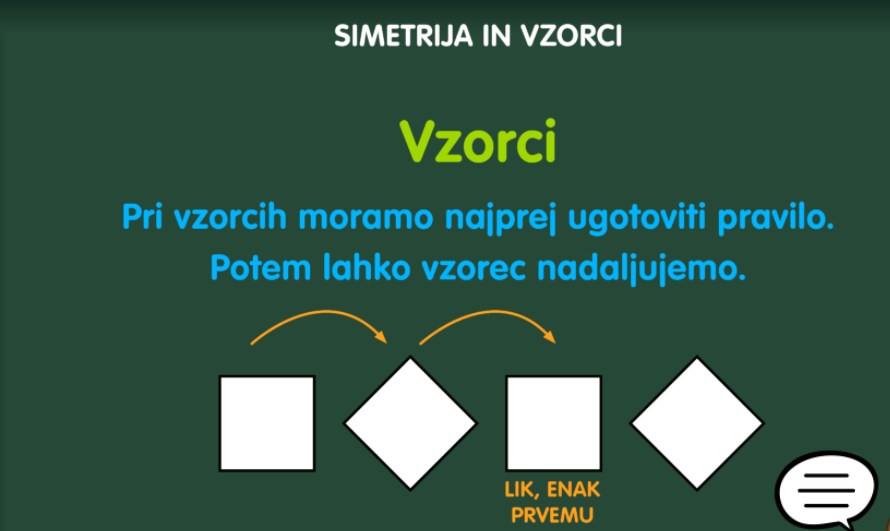 SIMETRIJA IN VZORCI
Vzorci
Pri vzorcih moramo najprej ugotoviti pravilo.
Potem lahko vzorec nadaljujemo.
LIK, ENAK
PRVEMU